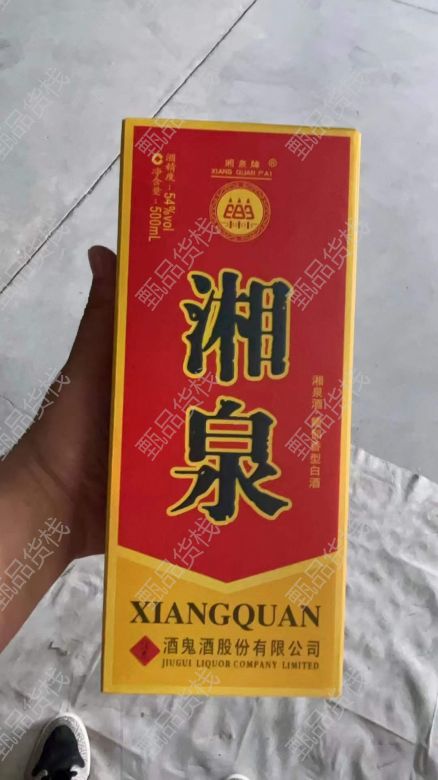 湘泉牌 ®
XIANG QUAN PAI
酒精度：54%vol
净含量：500mL
湘泉
湘泉酒 馥郁香型白酒
XIANGQUAN
酒鬼酒股份有限公司
JIUGUI LIQUOR COMPANY LIMITED
甄品货栈